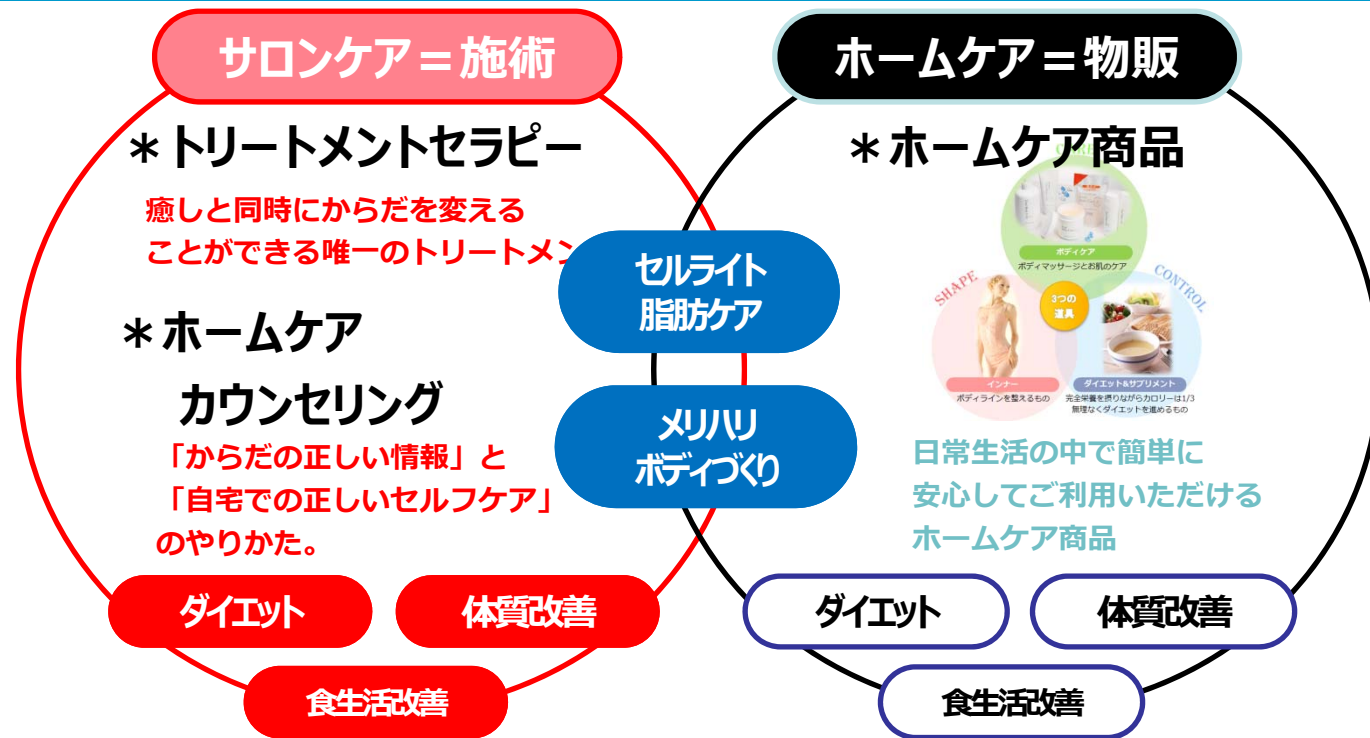 サロンケア＝施術
＊トリートメントセラピー
癒しと同時にからだを変える
ことができる唯一のトリートメン
＊ホームケア
カウンセリング
「からだの正しい情報」と
「自宅での正しいセルフケア」
のやりかた。
ダイエット
体質改善
食生活改善
セルライト
脂肪ケア
メリハリ
ボディづくり
ホームケア＝物販
＊ホームケア商品
ボディケア
ボディマッサージとお肌のケア
SHAPE
CONTROL
3つの
道具
インナー
ボディラインを整えるもの
ダイエット&サプリメント
完全栄養を摂りながらカロリーは1/3
無理なくダイエットを進めるもの
日常生活の中で簡単に
安心してご利用いただける
ホームケア商品
ダイエット
体質改善
食生活改善